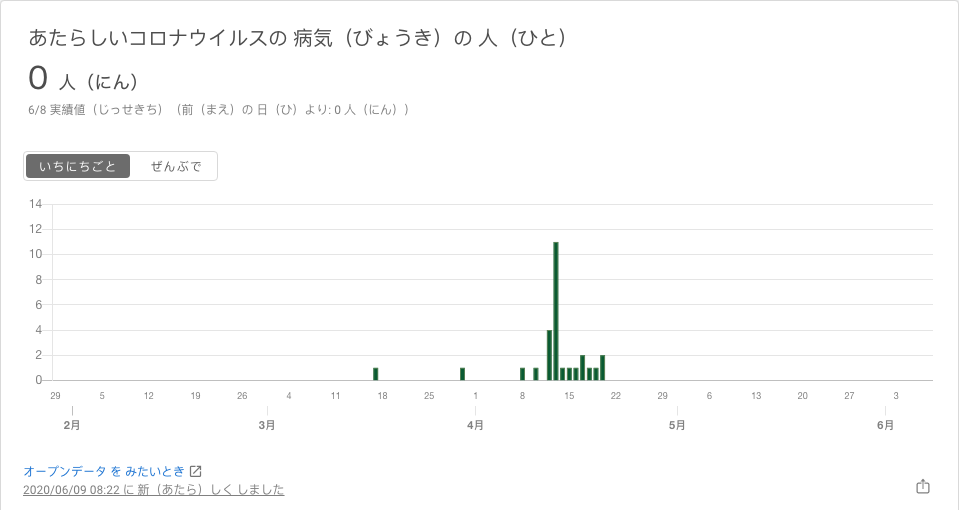 あたらしいコロナウイルスの 病気（びょうき）の 人（ひと）
0 人（にん）
6/8 実績値（じっせきち）（前（まえ）の 日（ひ）より: 0 人（にん））
いちにちごと ぜんぶで
14
12
10
8
6
4
2
0
29 5 12 19 26 4 11 18 25 1 8 15 22 29 6 13 20 27 3
2月 3月 4月 5月 6月
オープンデータ を みたいとき
2020/06/09 08:22 に 新（あたら）しく しました